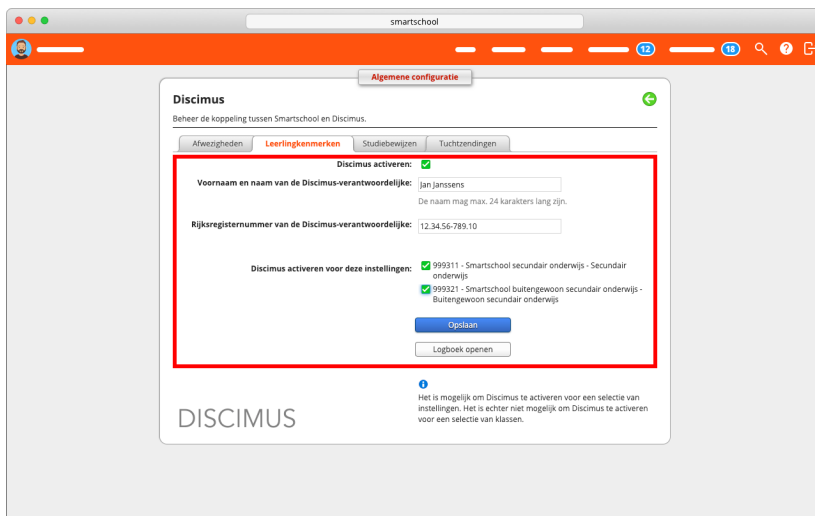 smartschool
12
18
Algemene configuratie
Discimus
Beheer de koppeling tussen Smartschool en Discimus.
Afwezigheden
Leerlingkenmerken
Studiebewijzen
Tuchtzendingen
Discimus activeren:
Voornaam en naam van de Discimus-verantwoordelijke:
Jan Janssens
De naam mag max. 24 karakters lang zijn.
Rijksregisternummer van de Discimus-verantwoordelijke:
12.34.56-789.10
Discimus activeren voor deze instellingen:
999311 - Smartschool secundair onderwijs - Secundair
onderwijs
999321 - Smartschool buitengewoon secundair onderwijs -
Buitengewoon secundair onderwijs
Opslaan
Logboek openen
Het is mogelijk om Discimus te activeren voor een selectie van
instellingen. Het is echter niet mogelijk om Discimus te activeren
voor een selectie van klassen.
DISCIMUS